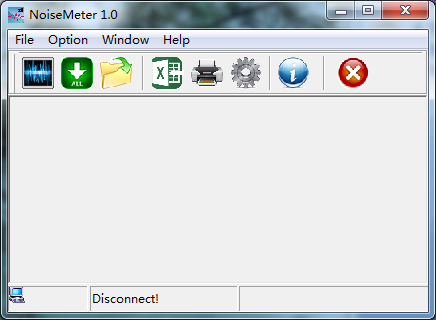 NoiseMeter 1.0
File Option Window Help
ALL
Disconnect!